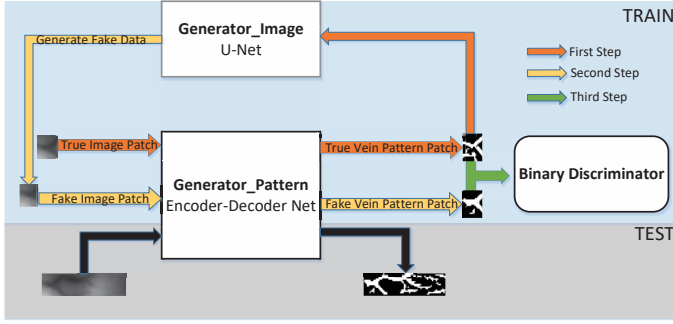 Generator_Image
U-Net
TRAIN
Generate Fake Data
First Step
Second Step
Third Step
True Image Patch
True Vein Pattern Patch
Generator_Pattern
Encoder-Decoder Net
Binary Discriminator
Fake Image Patch
Fake Vein Pattern Patch
TEST